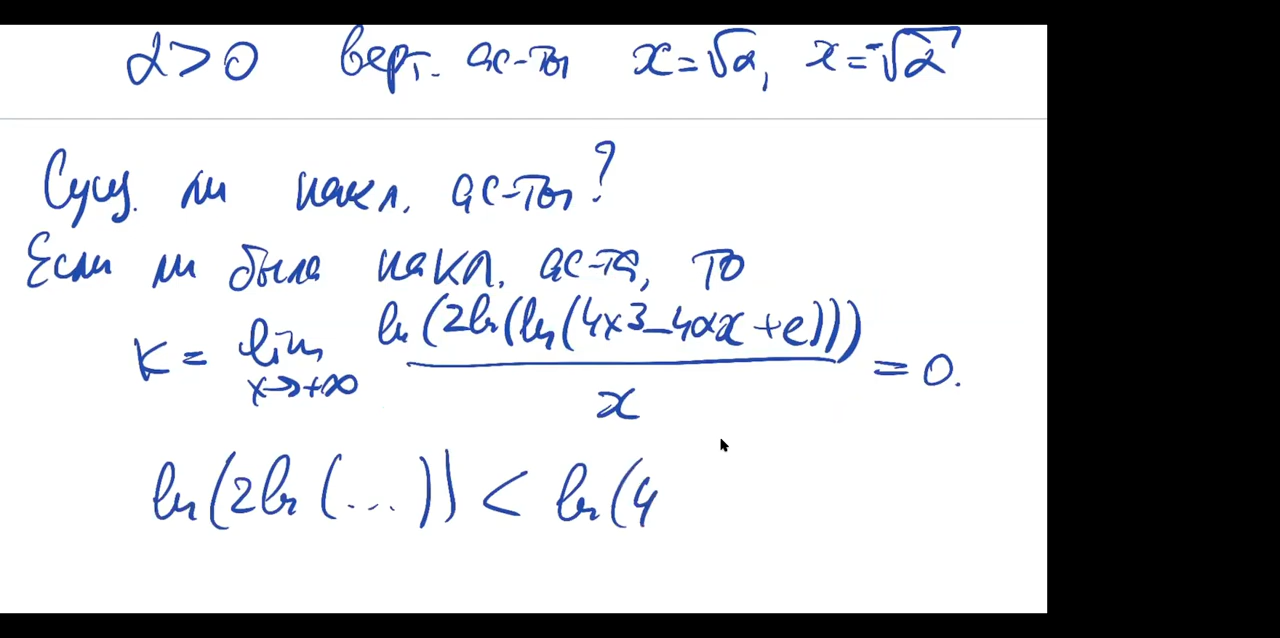 α>0 верт. ас-ты x=√α, x=-√α
Сущ. ли накл. ас-ты?
Если ли была накл. ас-та, то
K = lim x→+∞ ln(2ln(ln(4x3-4αx+e))) / x = 0.
ln(2ln(...)) < ln(4